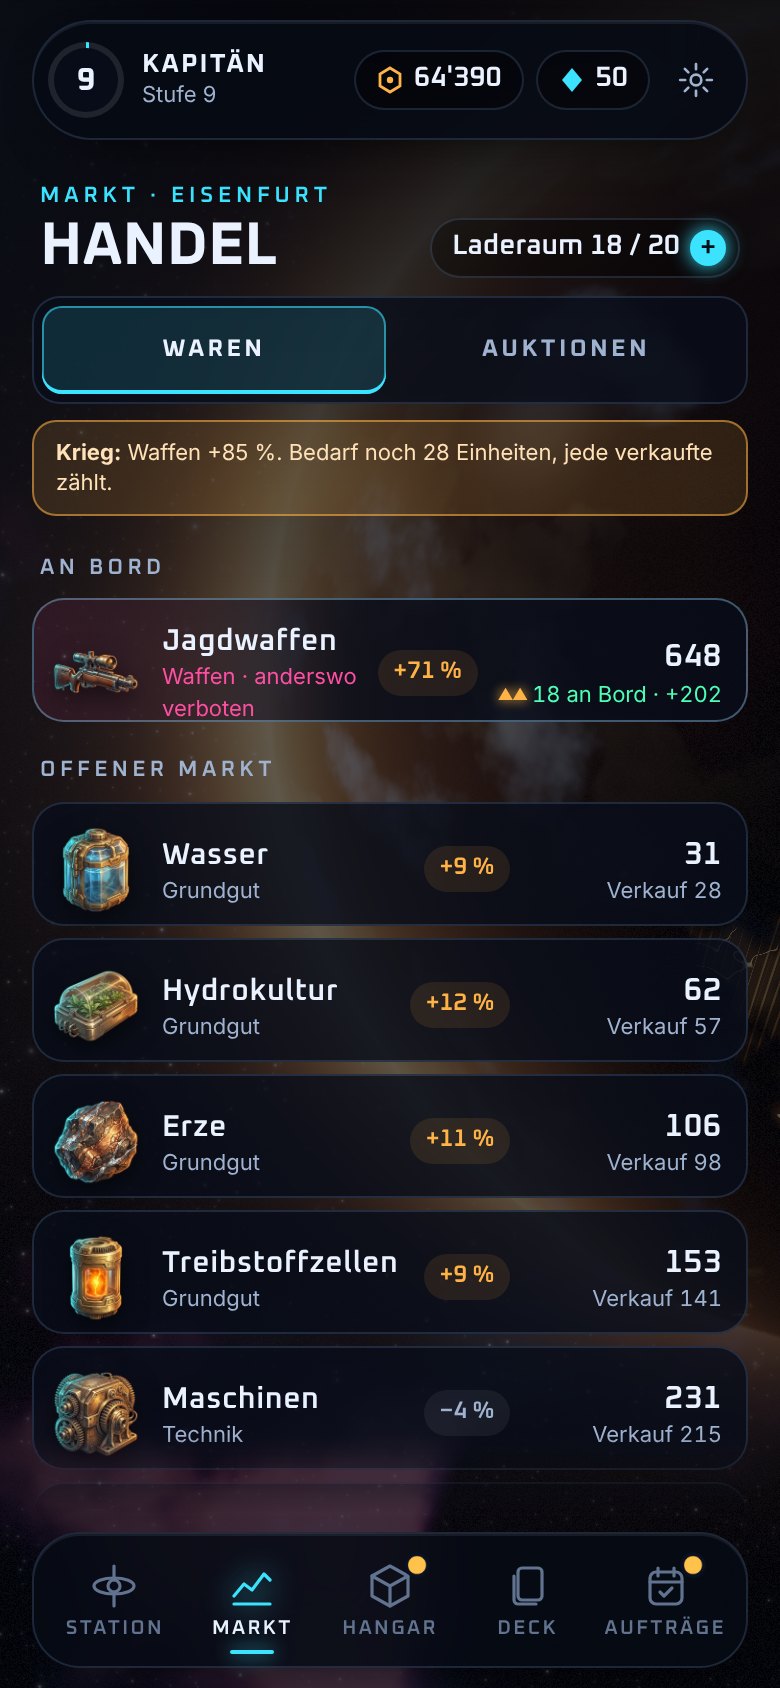 9
KAPITÄN
Stufe 9
64'390
50
MARKT · EISENFURT
HANDEL
Laderaum 18 / 20 +
WAREN
AUKTIONEN
Krieg: Waffen +85 %. Bedarf noch 28 Einheiten, jede verkaufte
zählt.
AN BORD
Jagdwaffen
Waffen · anderswo
verboten
+71 %
648
18 an Bord · +202
OFFENER MARKT
Wasser
Grundgut
+9 %
31
Verkauf 28
Hydrokultur
Grundgut
+12 %
62
Verkauf 57
Erze
Grundgut
+11 %
106
Verkauf 98
Treibstoffzellen
Grundgut
+9 %
153
Verkauf 141
Maschinen
Technik
−4 %
231
Verkauf 215
STATION
MARKT
HANGAR
DECK
AUFTRÄGE